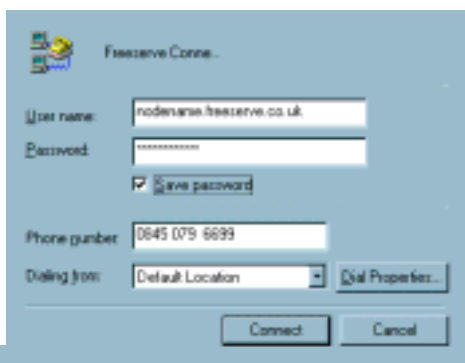 Freeserve Conne...
User name: nodename.freeserve.co.uk
Password: ************
Save password
Phone number: 0845 079 6699
Dialing from: Default Location Dial Properties...
Connect Cancel